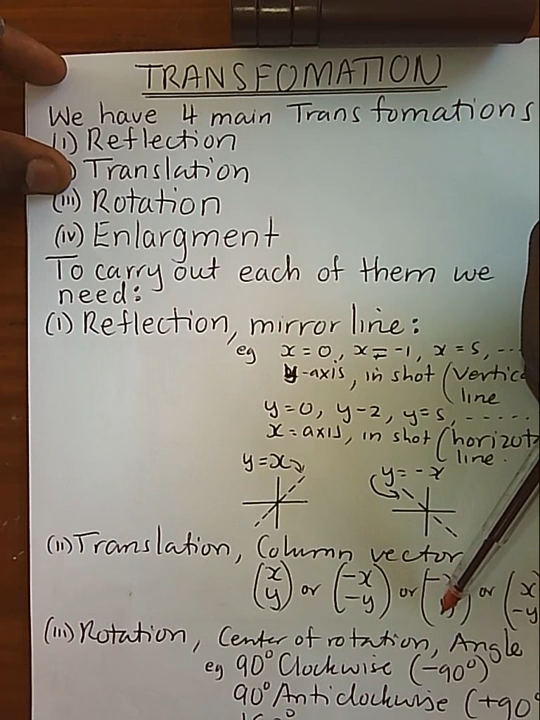 TRANSFOMATION
We have 4 main Transfomations
(i) Reflection
) Translation
(iii) Rotation
(iv) Enlargment
To carry out each of them we
need:
(i) Reflection, mirror line:
eg x = 0, x = -1, x = 5, ...
y-axis, in shot (Vertic
line
y = 0, y-2, y = 5, ......
x = axis, in shot (horizot
line.
y = x
y = -x
(ii) Translation, Column vector
(x y) or (-x -y) or (-x y) or (x -y
(iii) Rotation, Center of rotation, Angle
eg 90° Clockwise (-90°)
90° Anticlockwise (+90°